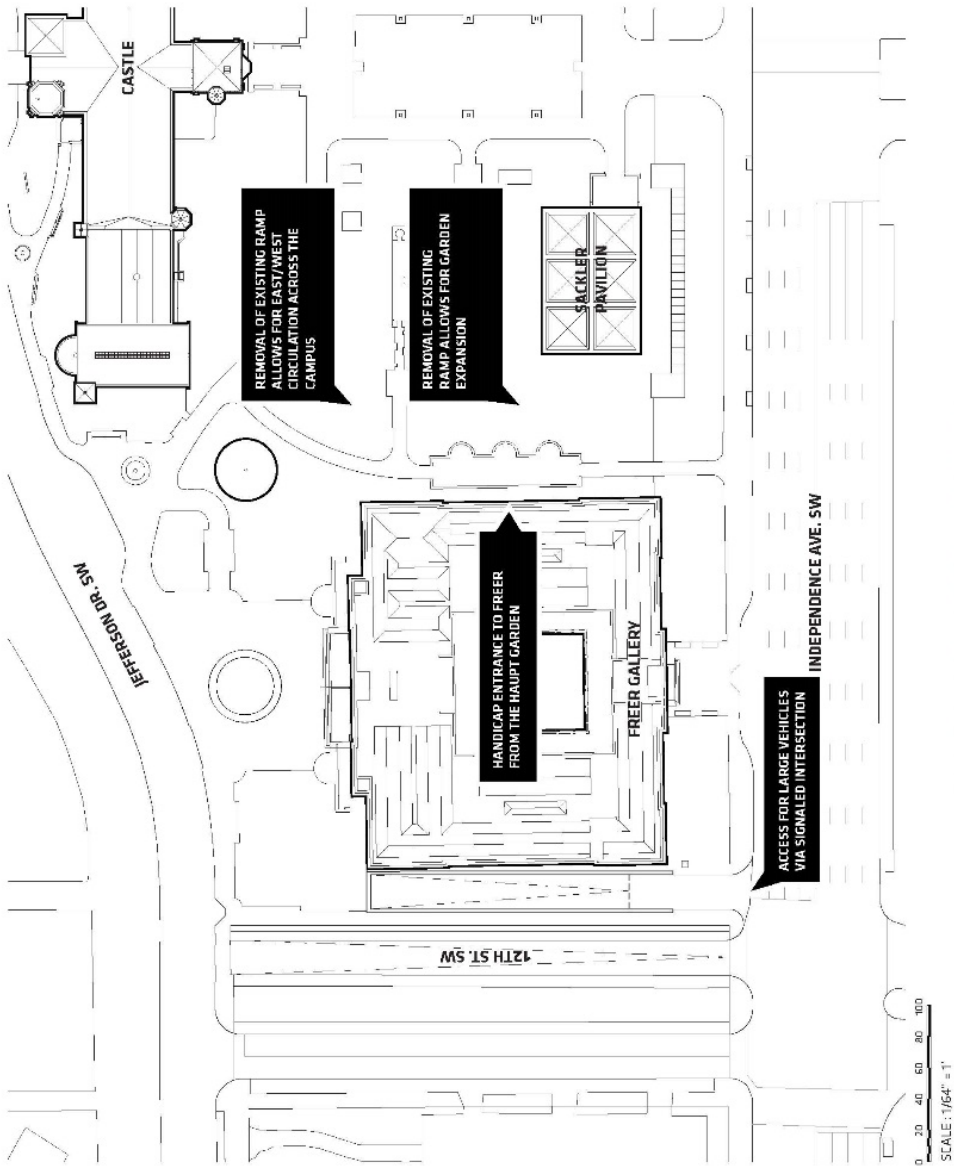 CASTLE
REMOVAL OF EXISTING RAMP
ALLOWS FOR EAST/WEST
CIRCULATION ACROSS THE
CAMPUS
REMOVAL OF EXISTING
RAMP ALLOWS FOR GARDEN
EXPANSION
SACKLER
PAVILION
JEFFERSON DR. SW
HANDICAP ENTRANCE TO FREER
FROM THE HAUPT GARDEN
FREER GALLERY
INDEPENDENCE AVE. SW
ACCESS FOR LARGE VEHICLES
VIA SIGNALED INTERSECTION
12TH ST. SW
0 20 40 60 80 100
SCALE : 1/64" = 1'